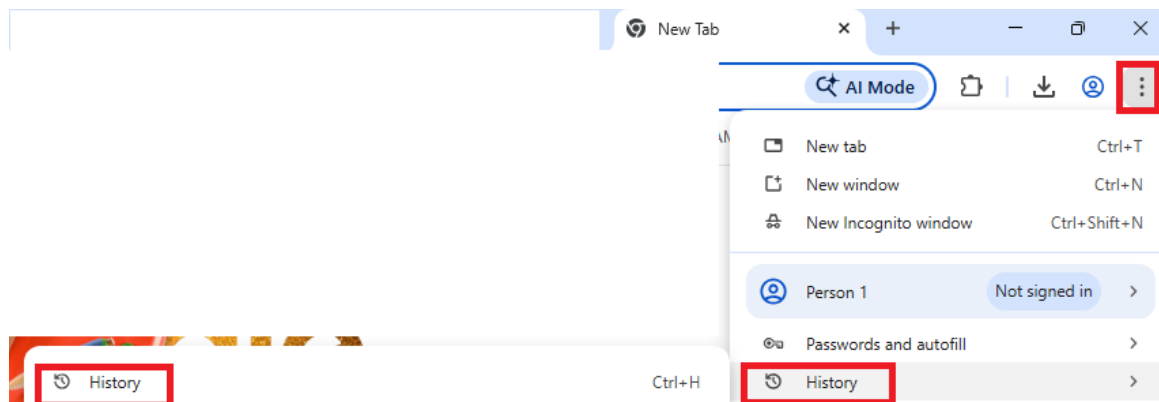 New Tab
AI Mode
New tab Ctrl+T
New window Ctrl+N
New Incognito window Ctrl+Shift+N
Person 1 Not signed in
Passwords and autofill
History Ctrl+H
History